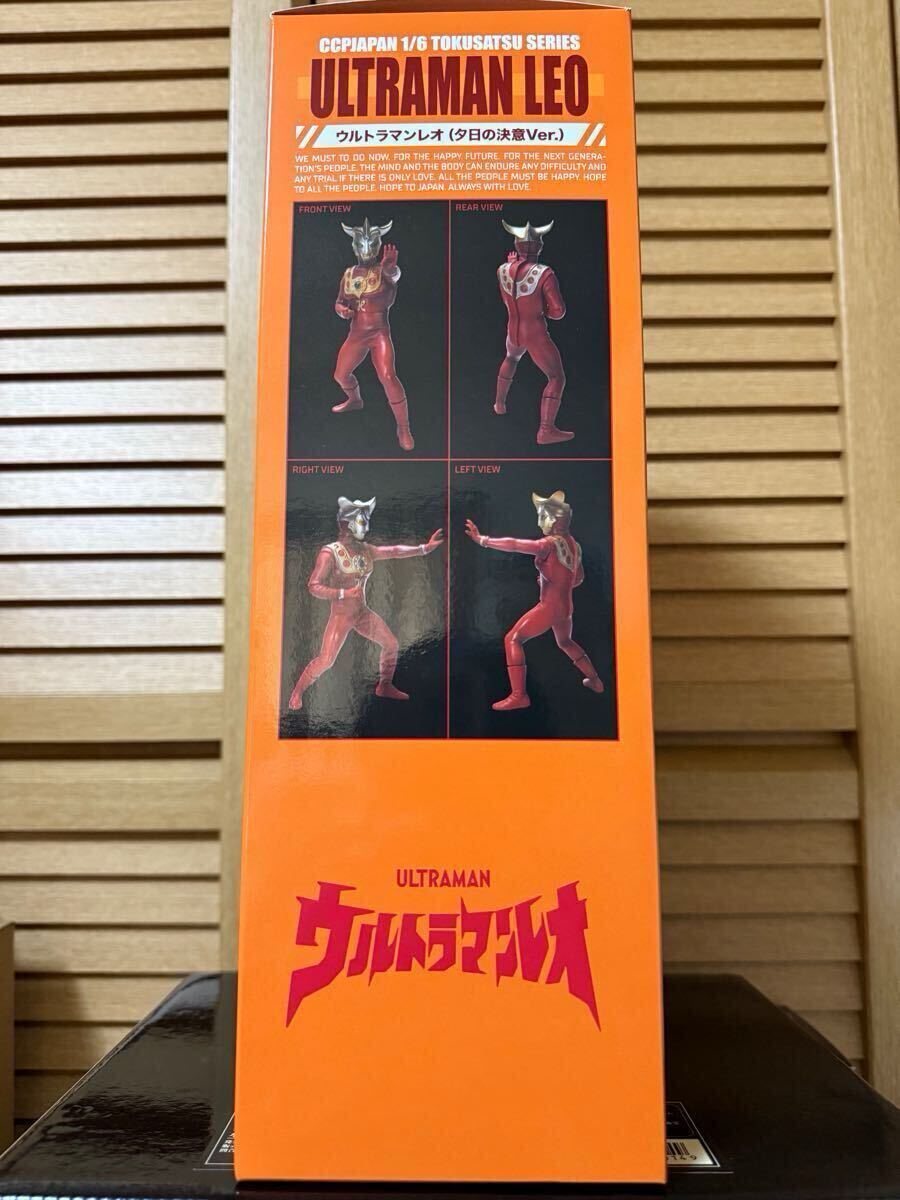 CCPJAPAN 1/6 TOKUSATSU SERIES
ULTRAMAN LEO
ウルトラマンレオ (夕日の決意Ver.)
WE MUST TO DO NOW. FOR THE HAPPY FUTURE. FOR THE NEXT GENERA-
TION'S PEOPLE. THE MIND AND THE BODY CAN ENDURE ANY DIFFICULTY AND
ANY TRIAL IF THERE IS ONLY LOVE. ALL THE PEOPLE MUST BE HAPPY. HOPE
TO ALL THE PEOPLE. HOPE TO JAPAN. ALWAYS WITH LOVE.
FRONT VIEW
REAR VIEW
RIGHT VIEW
LEFT VIEW
ULTRAMAN
ウルトラマンレオ